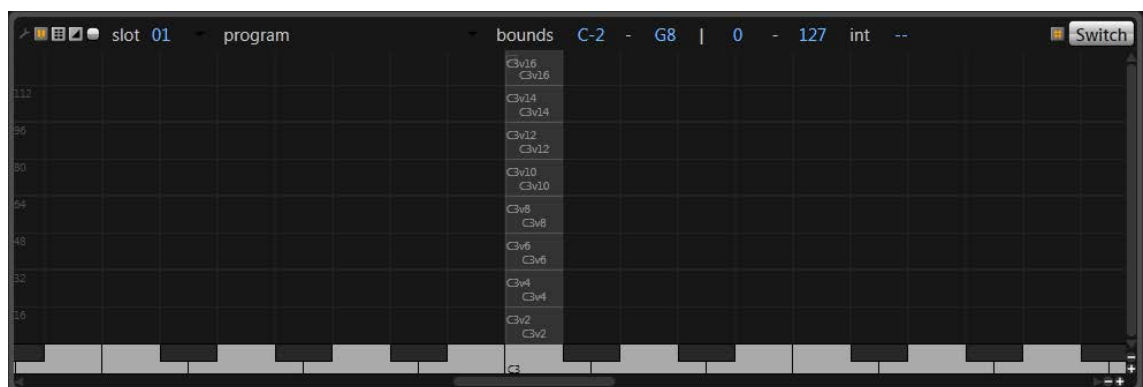 slot 01 program bounds C-2 - G8 | 0 - 127 int -- Switch
C3v16
C3v16
112
C3v14
C3v14
96
C3v12
C3v12
80
C3v10
C3v10
64
C3v8
C3v8
48
C3v6
C3v6
32
C3v4
C3v4
16
C3v2
C3v2
C3